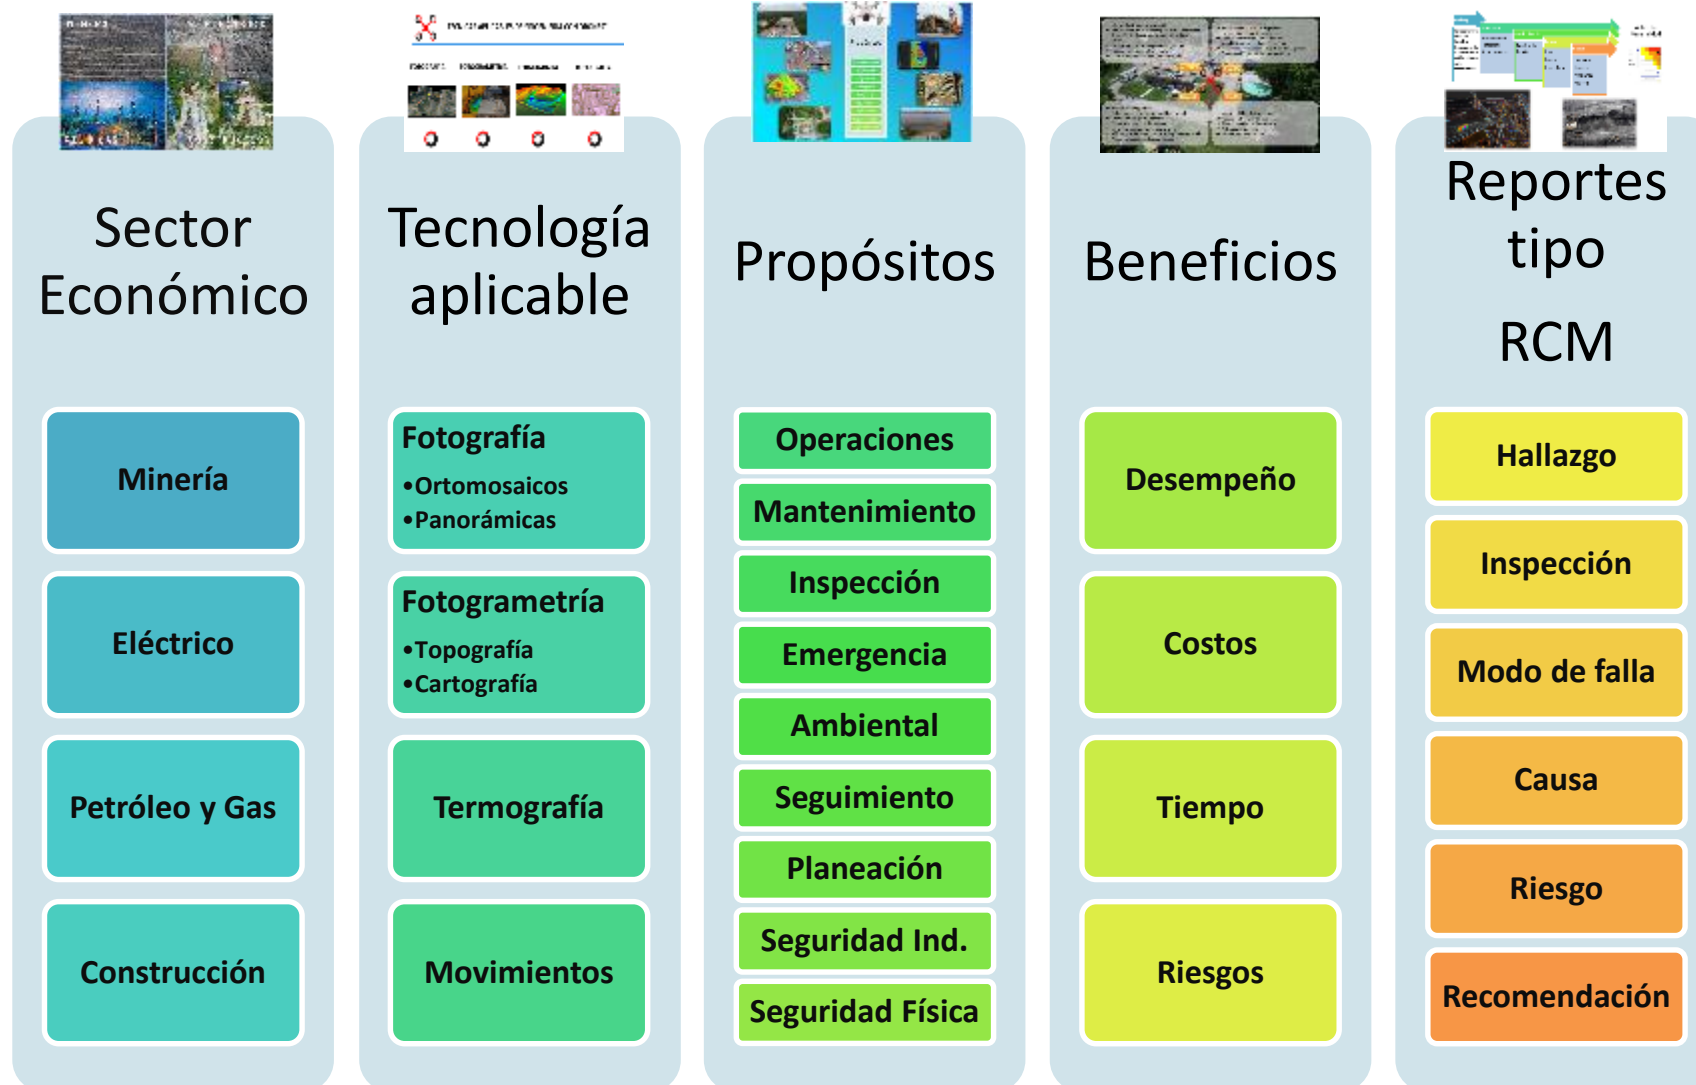 Sector
Económico
Minería
Eléctrico
Petróleo y Gas
Construcción
Tecnología
aplicable
Fotografía
•Ortomosaicos
•Panorámicas
Fotogrametría
•Topografía
•Cartografía
Termografía
Movimientos
Propósitos
Operaciones
Mantenimiento
Inspección
Emergencia
Ambiental
Seguimiento
Planeación
Seguridad Ind.
Seguridad Física
Beneficios
Desempeño
Costos
Tiempo
Riesgos
Reportes
tipo
RCM
Hallazgo
Inspección
Modo de falla
Causa
Riesgo
Recomendación